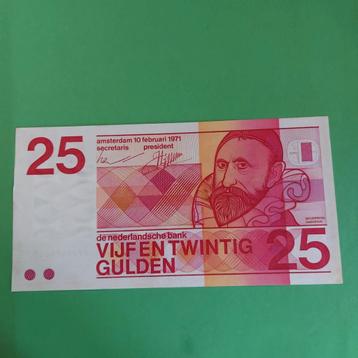 25
amsterdam 10 februari 1971
secretaris president
de nederlandsche bank
VIJF EN TWINTIG
GULDEN
25